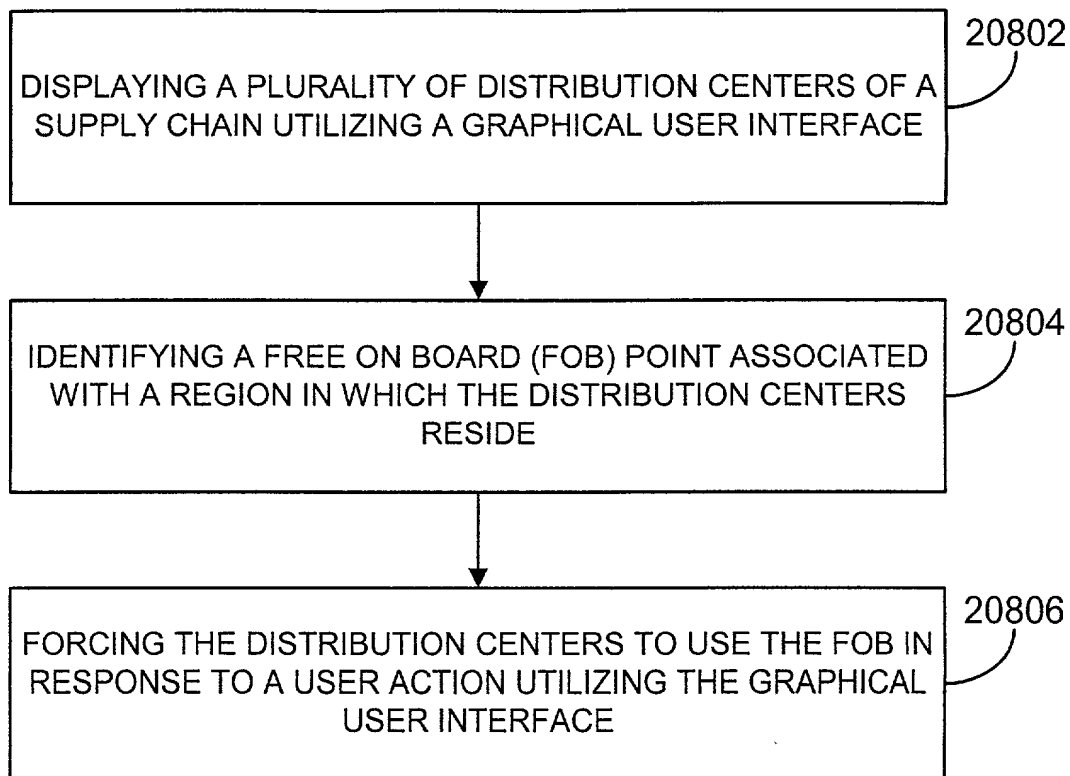 20802
DISPLAYING A PLURALITY OF DISTRIBUTION CENTERS OF A
SUPPLY CHAIN UTILIZING A GRAPHICAL USER INTERFACE
20804
IDENTIFYING A FREE ON BOARD (FOB) POINT ASSOCIATED
WITH A REGION IN WHICH THE DISTRIBUTION CENTERS
RESIDE
20806
FORCING THE DISTRIBUTION CENTERS TO USE THE FOB IN
RESPONSE TO A USER ACTION UTILIZING THE GRAPHICAL
USER INTERFACE